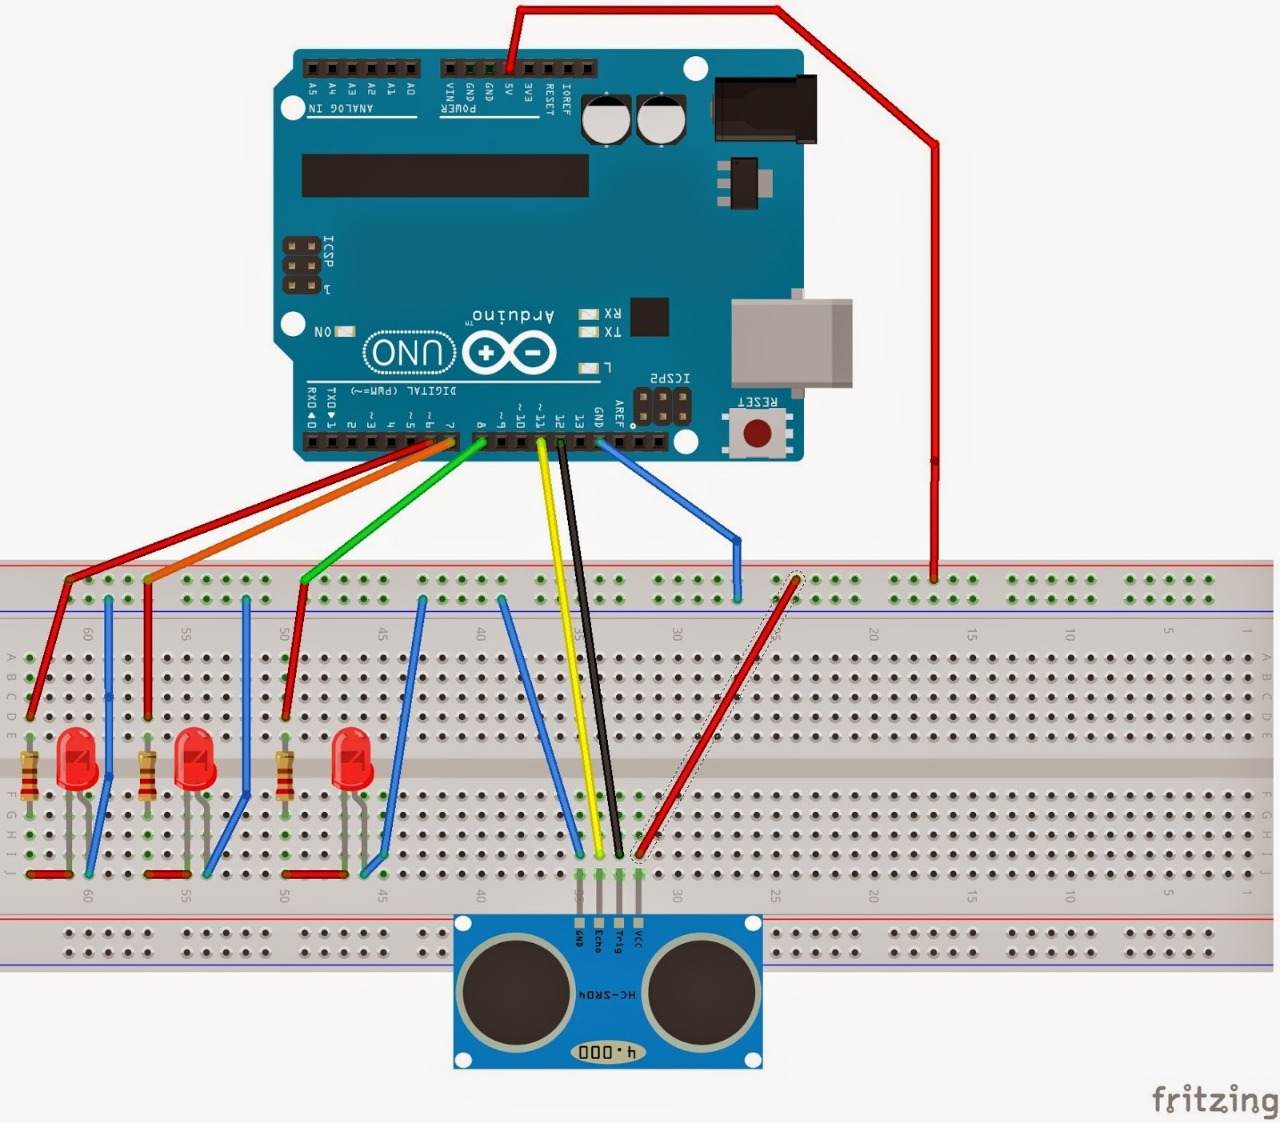 A5 A4 A3 A2 A1 A0
ANALOG IN
VIN GND GND 5V 3V3 RESET IOREF
POWER
ICSP
1
ON
UNO
Arduino™
RX
TX
L
ICSP2
RESET
DIGITAL (PWM=~)
RX0 ◀ 0 TX0 ▶ 1 2 ~3 4 ~5 ~6 7 8 ~9 ~10 ~11 12 13 GND AREF
60 55 50 45 40 35 30 25 20 15 10 5 1
A A
B B
C C
D D
E E
F F
G G
H H
I I
J J
60 55 50 45 40 35 30 25 20 15 10 5 1
GND Echo Trig VCC
HC-SR04
4.000
fritzing